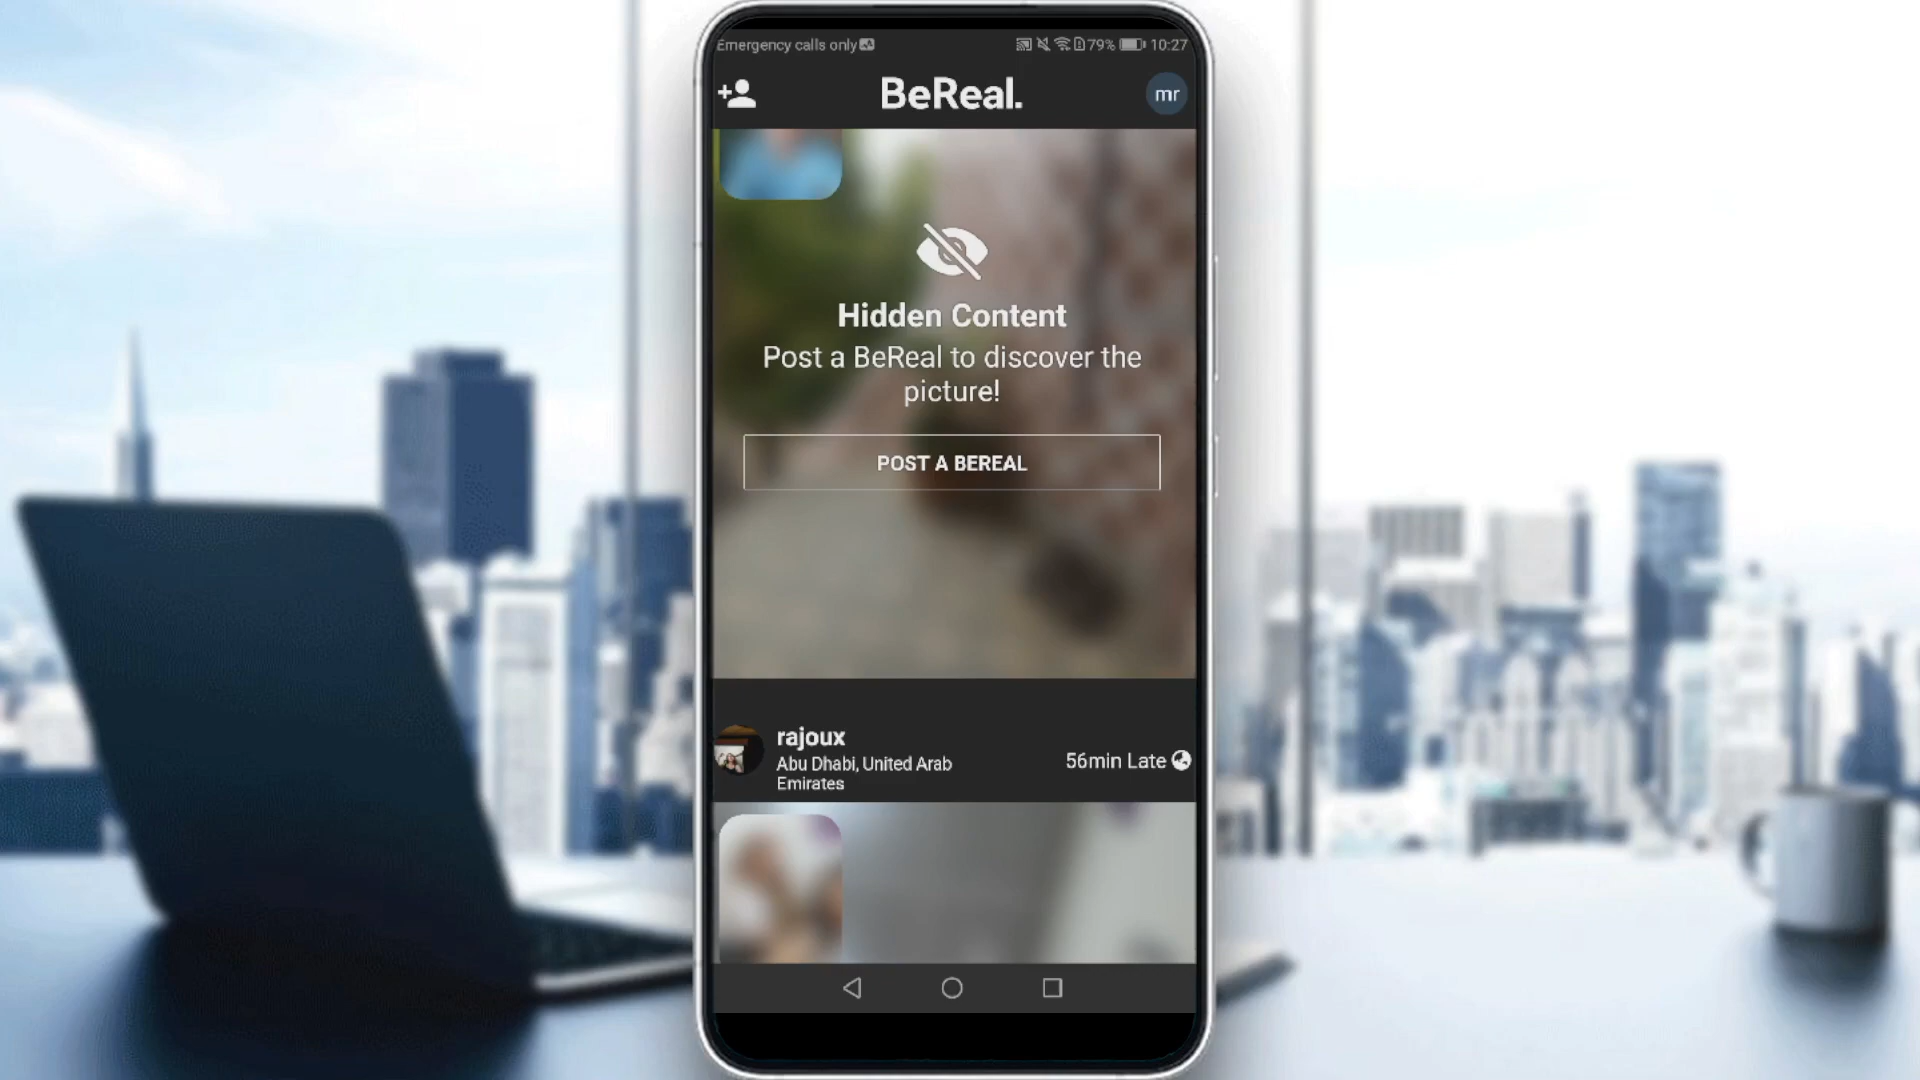 Emergency calls only 79% 10:27
BeReal. mr
Hidden Content
Post a BeReal to discover the
picture!
POST A BEREAL
rajoux
Abu Dhabi, United Arab
Emirates
56min Late